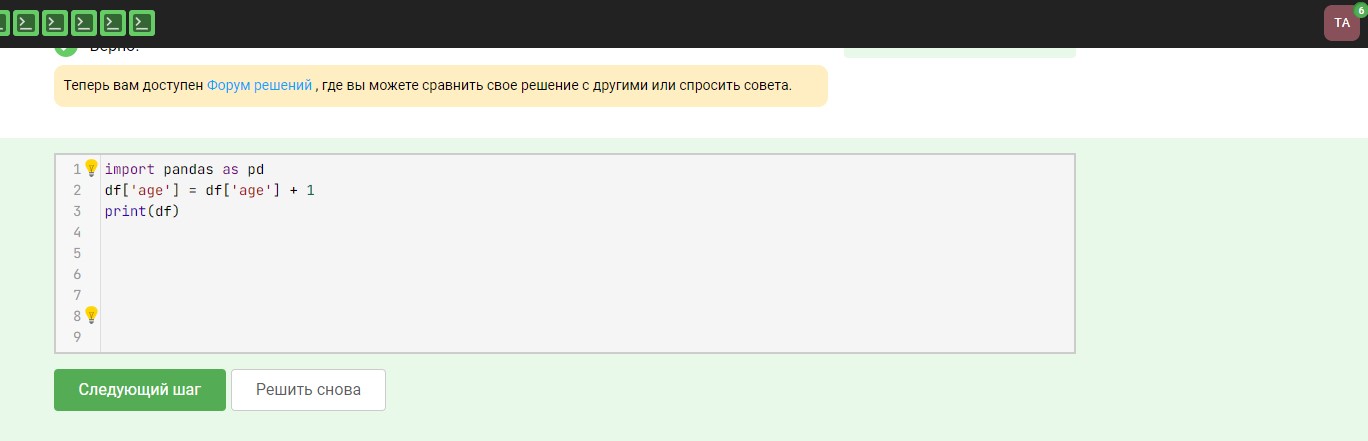 TA
6
Верно!
Теперь вам доступен Форум решений , где вы можете сравнить свое решение с другими или спросить совета.
1 import pandas as pd
2 df['age'] = df['age'] + 1
3 print(df)
4
5
6
7
8
9
Следующий шаг
Решить снова